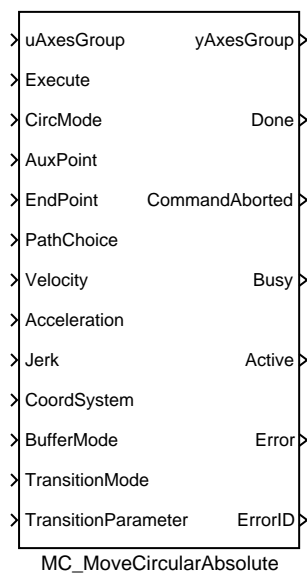 uAxesGroup yAxesGroup
Execute
CircMode Done
AuxPoint
EndPoint CommandAborted
PathChoice
Velocity Busy
Acceleration
Jerk Active
CoordSystem
BufferMode Error
TransitionMode
TransitionParameter ErrorID
MC_MoveCircularAbsolute